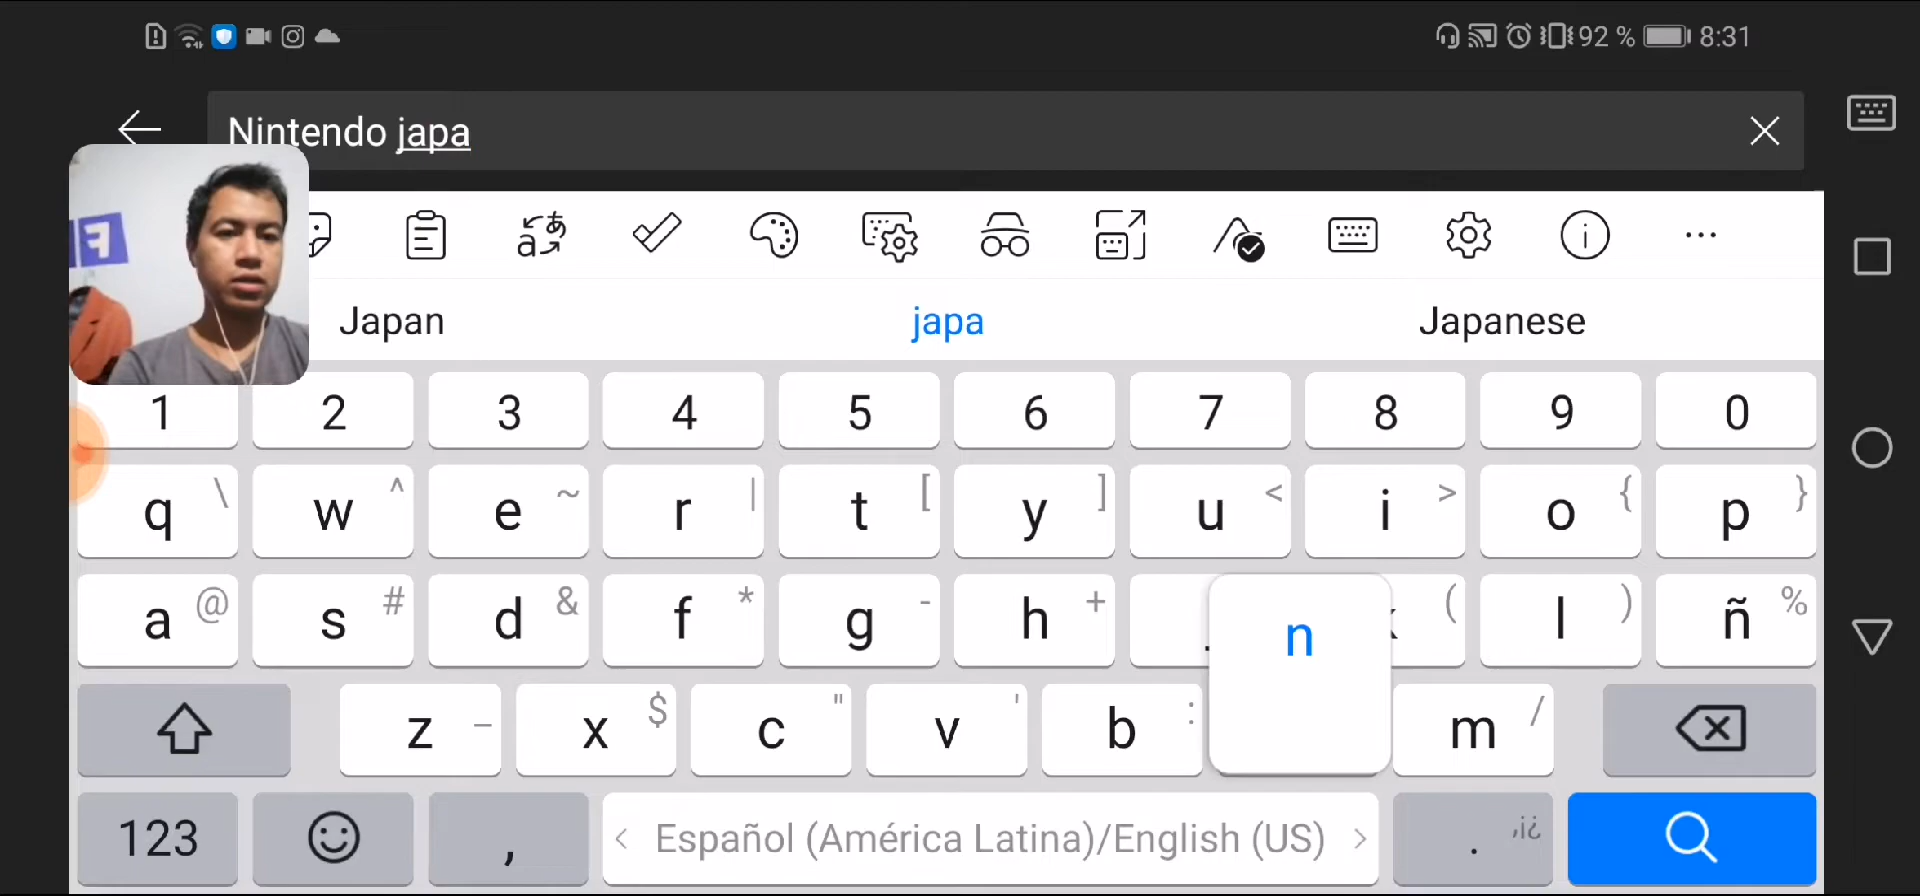 92 % 8:31
Nintendo japa
Japan japa Japanese
1 2 3 4 5 6 7 8 9 0
q \ w ^ e ~ r | t [ y ] u < i > o { p }
a @ s # d & f * g - h + k ( l ) ñ %
n
z _ x $ c " v ' b : m /
123 , < Español (América Latina)/English (US) > . ,¡¿